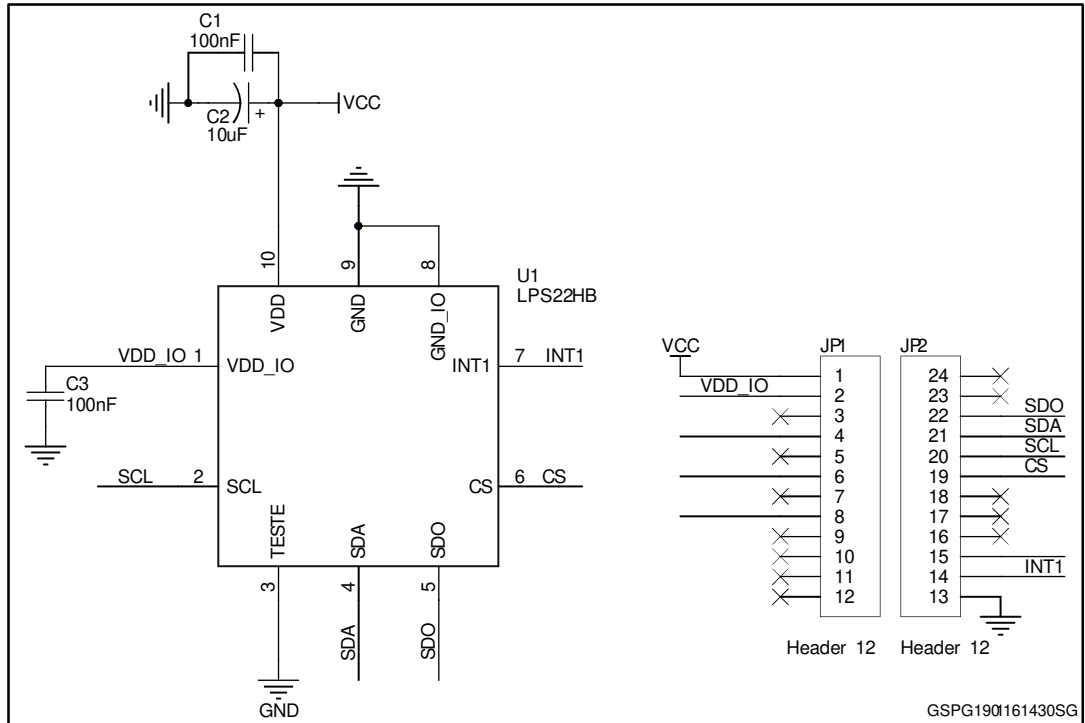 C1
100nF
VCC
C2
10uF
+
10
9
8
U1
LPS22HB
VDD
GND
GND_IO
VDD_IO 1
VDD_IO
INT1
7 INT1
C3
100nF
SCL 2
SCL
CS
6 CS
TESTE
SDA
SDO
3
4
5
SDA
SDO
GND
VCC
VDD_IO
JP1
1
2
3
4
5
6
7
8
9
10
11
12
Header 12
JP2
24
23
22 SDO
21 SDA
20 SCL
19 CS
18
17
16
15
14 INT1
13
Header 12
GSPG1901161430SG